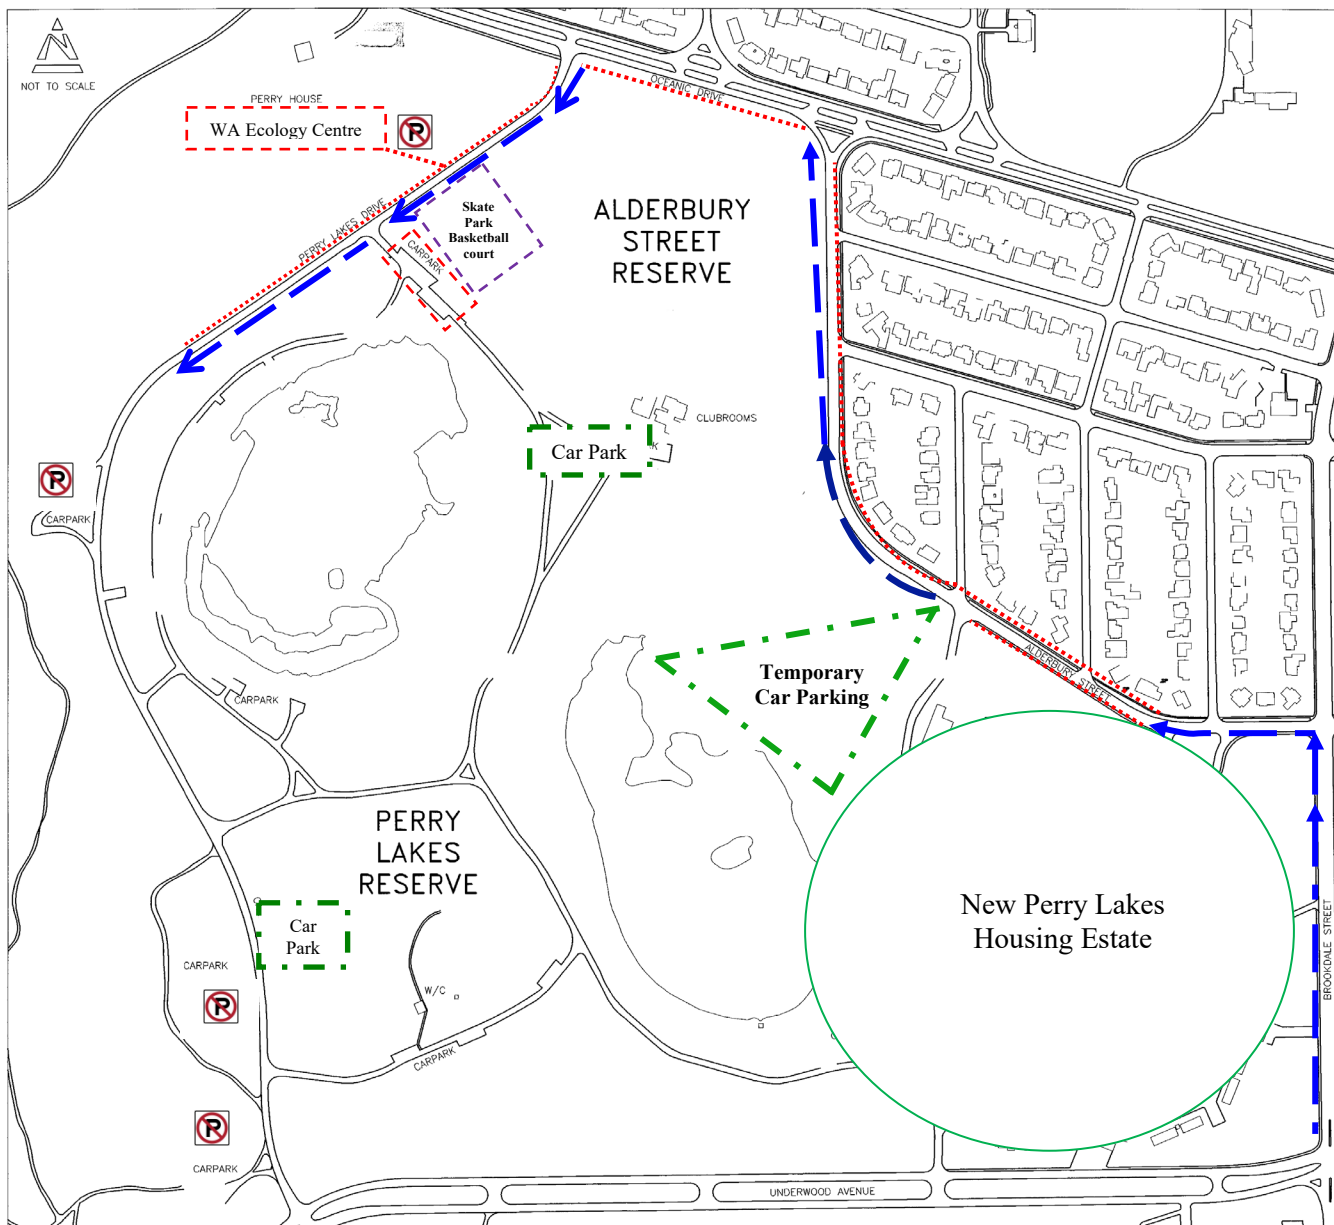 N
NOT TO SCALE
PERRY HOUSE
WA Ecology Centre
P
OCEANIC DRIVE
PERRY LAKES DRIVE
CARPARK
Skate
Park
Basketball
court
ALDERBURY
STREET
RESERVE
CLUBROOMS
Car Park
K
P
CARPARK
CARPARK
Temporary
Car Parking
ALDERBURY STREET
PERRY
LAKES
RESERVE
New Perry Lakes
Housing Estate
BROOKDALE STREET
Car
Park
CARPARK
P
W/C
CARPARK
P
CARPARK
UNDERWOOD AVENUE